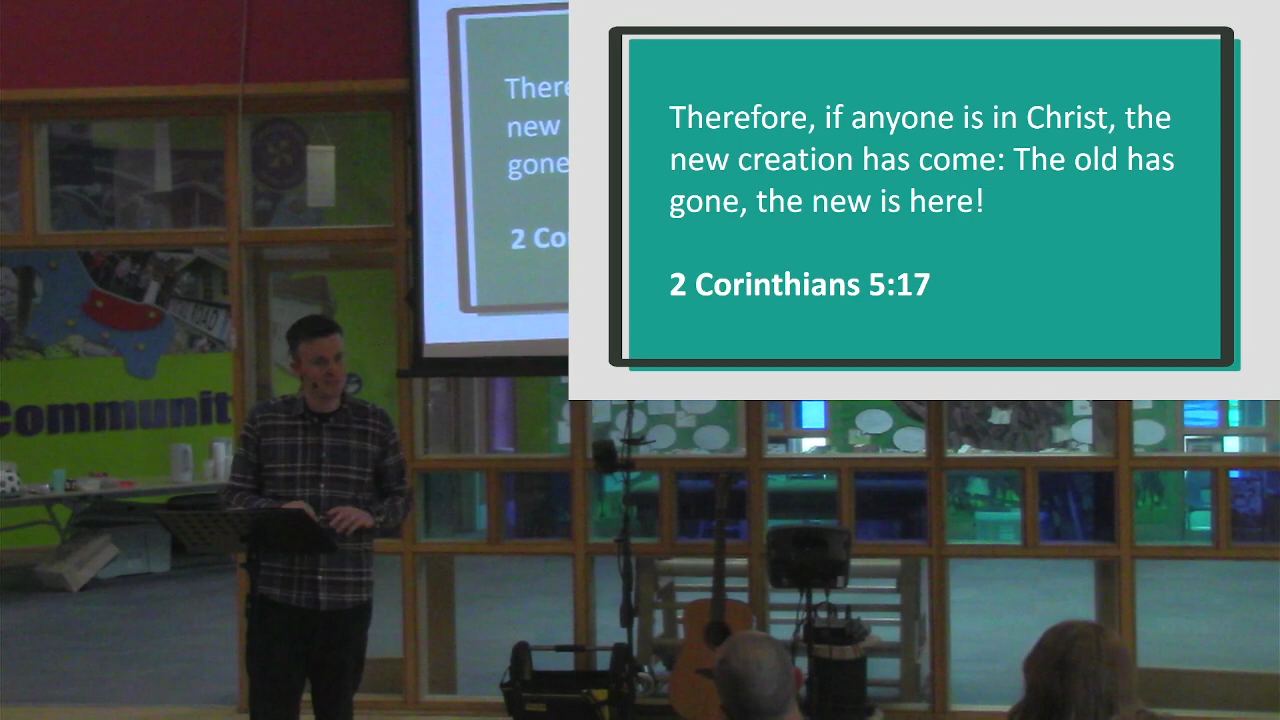 Therefore, if anyone is in Christ, the
new creation has come: The old has
gone, the new is here!
2 Corinthians 5:17
There
new
gone
2 Co
Communit
ROAD